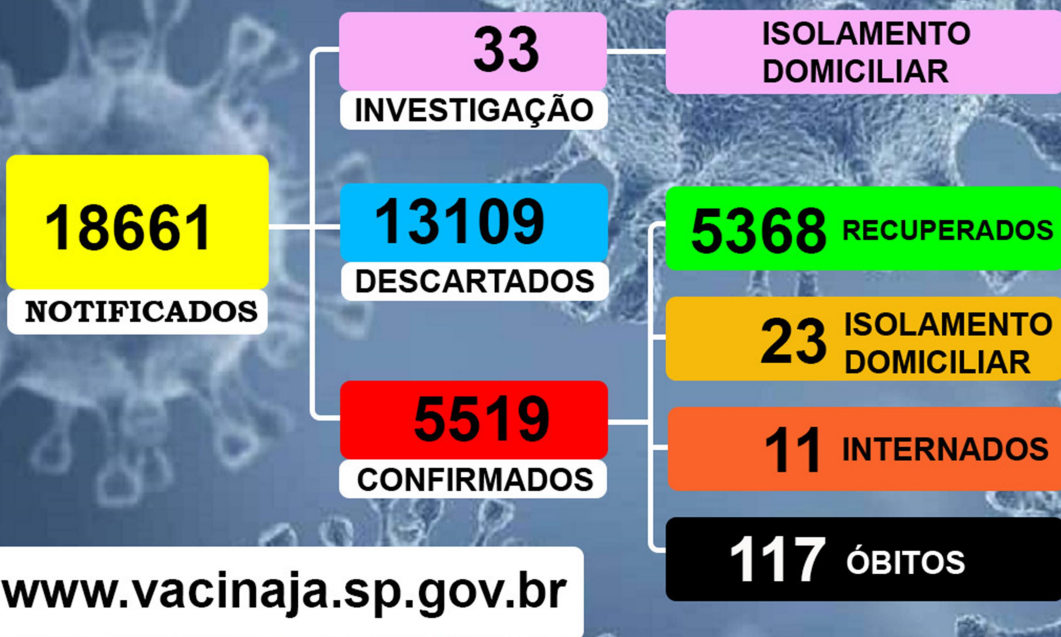 18661
NOTIFICADOS
33
INVESTIGAÇÃO
ISOLAMENTO
DOMICILIAR
13109
DESCARTADOS
5519
CONFIRMADOS
5368 RECUPERADOS
23 ISOLAMENTO
DOMICILIAR
11 INTERNADOS
117 ÓBITOS
www.vacinaja.sp.gov.br